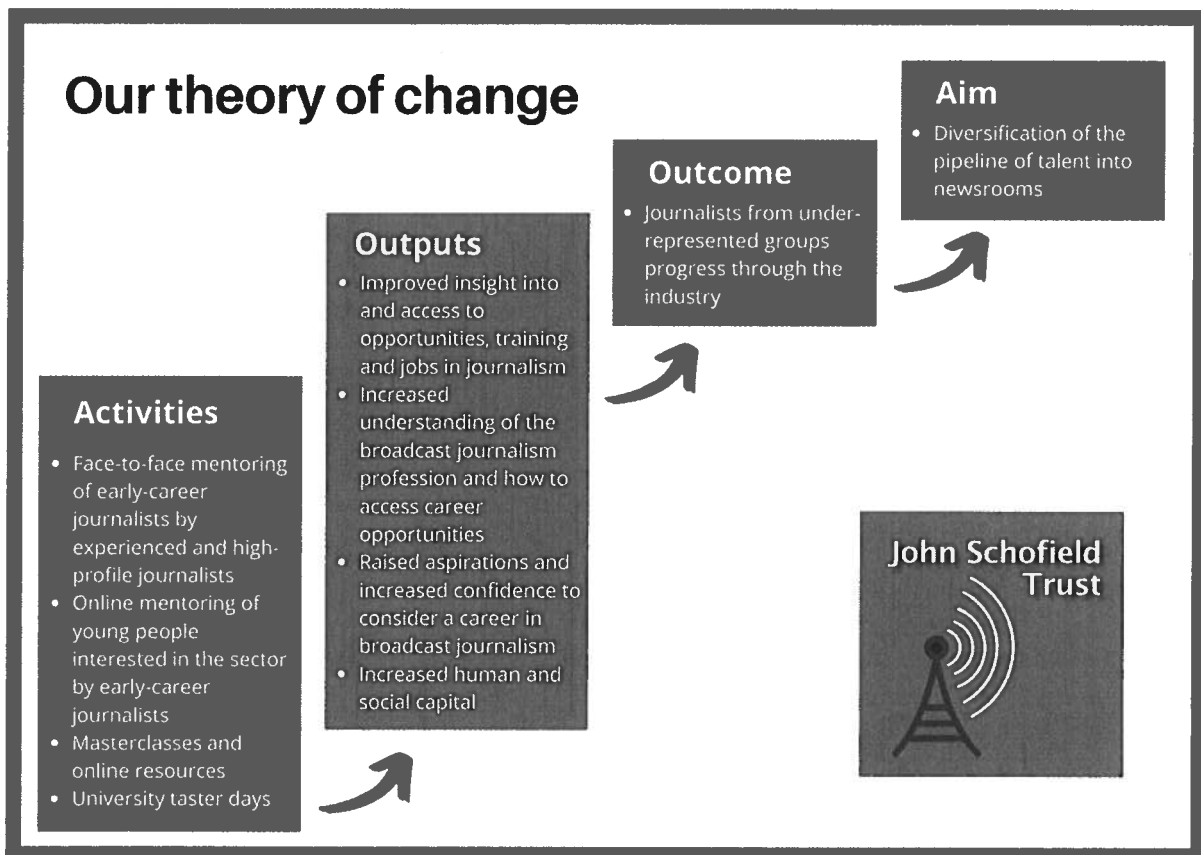 Our theory of change
Activities
• Face-to-face mentoring
of early-career
journalists by
experienced and high-
profile journalists
• Online mentoring of
young people
interested in the sector
by early-career
journalists
• Masterclasses and
online resources
• University taster days
Outputs
• Improved insight into
and access to
opportunities, training
and jobs in journalism
• Increased
understanding of the
broadcast journalism
profession and how to
access career
opportunities
• Raised aspirations and
increased confidence to
consider a career in
broadcast journalism
• Increased human and
social capital
Outcome
• Journalists from under-
represented groups
progress through the
industry
Aim
• Diversification of the
pipeline of talent into
newsrooms
John Schofield
Trust